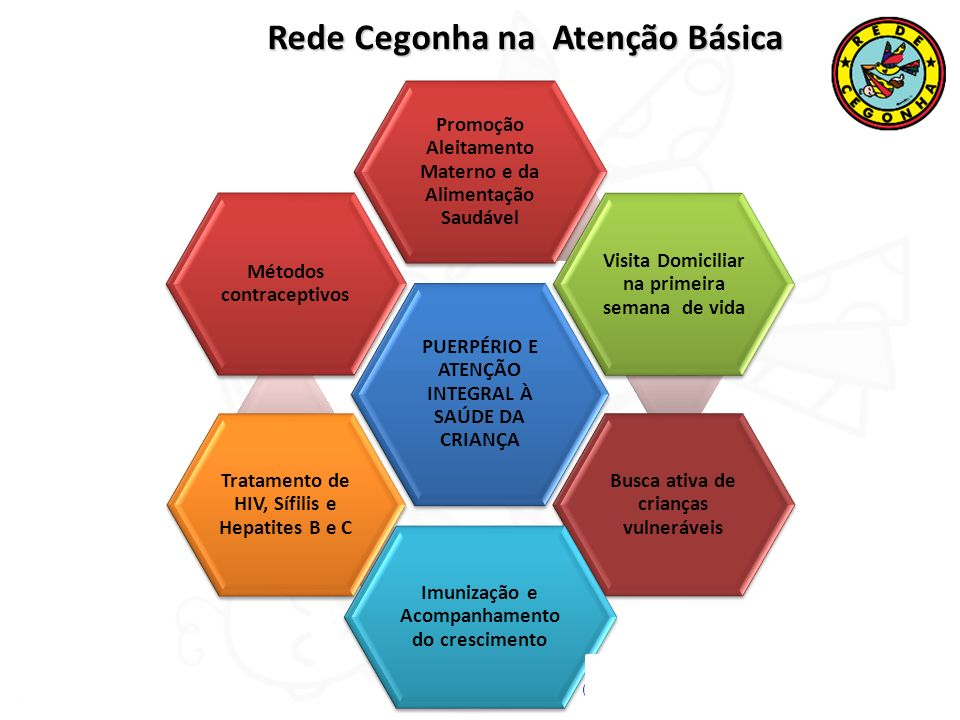 Rede Cegonha na Atenção Básica
REDE
CEGONHA
Promoção
Aleitamento
Materno e da
Alimentação
Saudável
Métodos
contraceptivos
Visita Domiciliar
na primeira
semana de vida
PUERPÉRIO E
ATENÇÃO
INTEGRAL À
SAÚDE DA
CRIANÇA
Tratamento de
HIV, Sífilis e
Hepatites B e C
Busca ativa de
crianças
vulneráveis
Imunização e
Acompanhamento
do crescimento